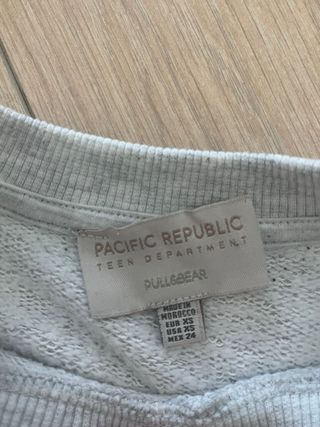 PACIFIC REPUBLIC
TEEN DEPARTMENT
PULL&BEAR
MADE IN
MOROCCO
EUR XS
USA XS
MEX 24